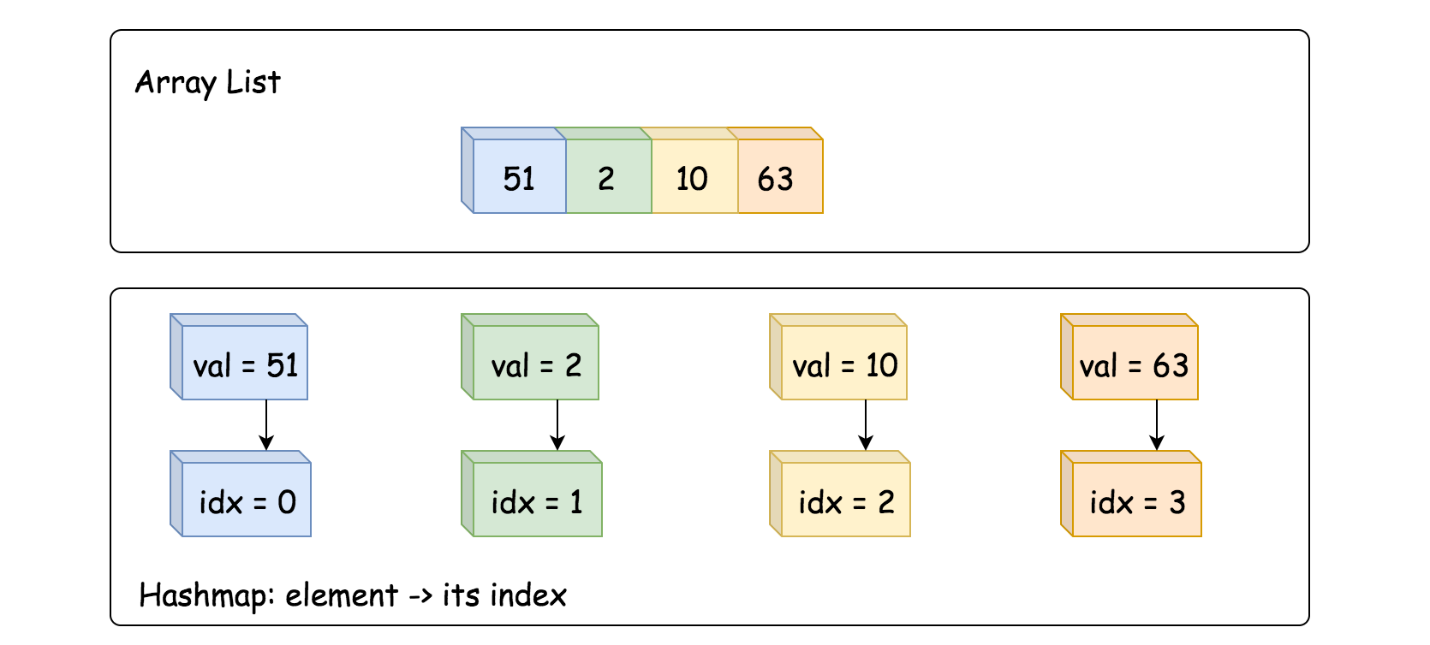 Array List
51 2 10 63
val = 51 val = 2 val = 10 val = 63
idx = 0 idx = 1 idx = 2 idx = 3
Hashmap: element -> its index